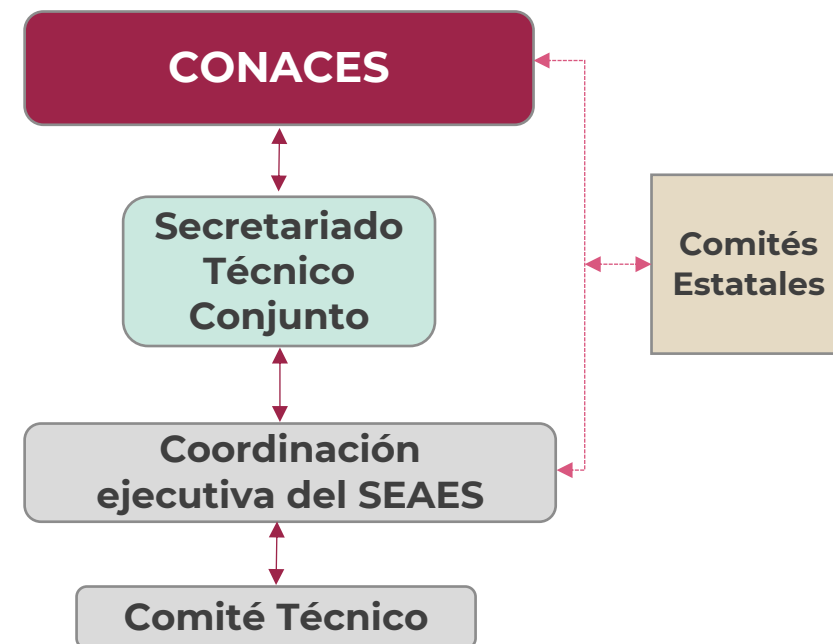 CONACES
Secretariado
Técnico
Conjunto
Comités
Estatales
Coordinación
ejecutiva del SEAES
Comité Técnico